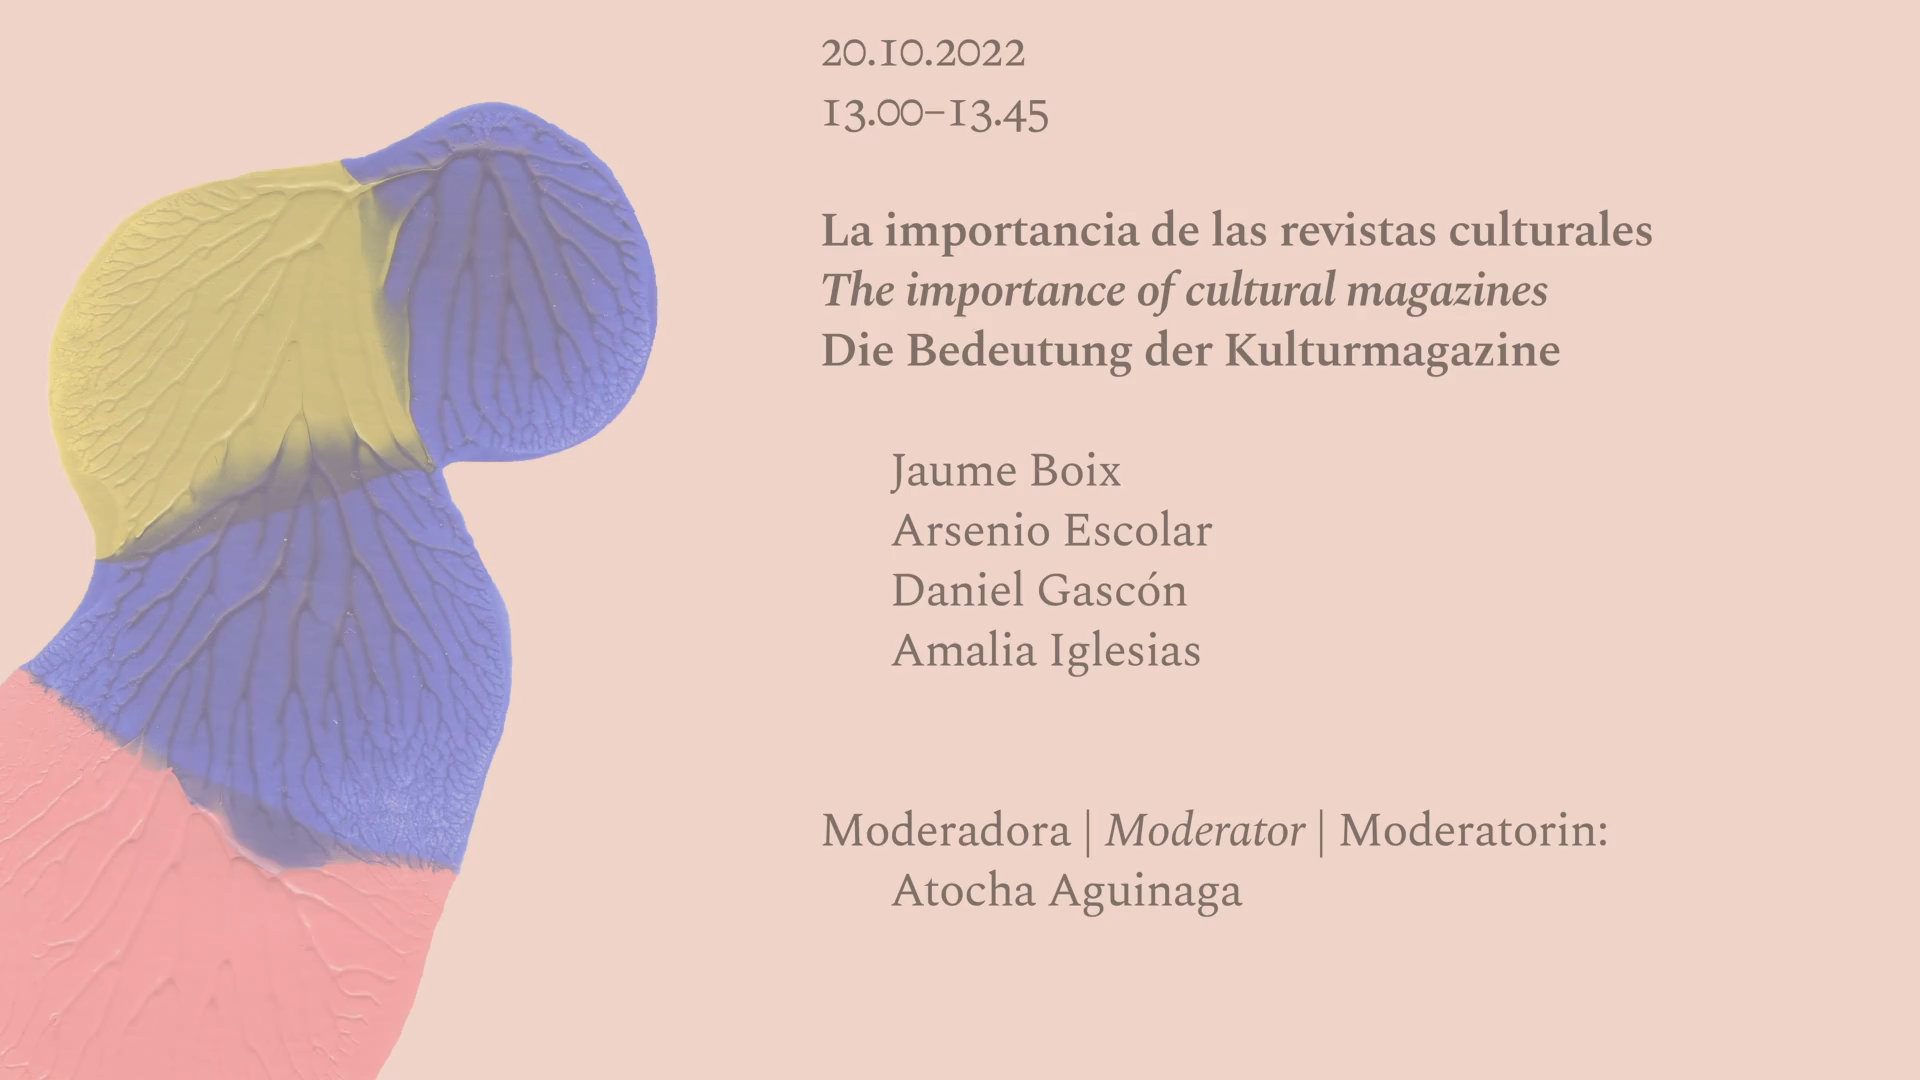 20.10.2022
13.00–13.45
La importancia de las revistas culturales
The importance of cultural magazines
Die Bedeutung der Kulturmagazine
Jaume Boix
Arsenio Escolar
Daniel Gascón
Amalia Iglesias
Moderadora | Moderator | Moderatorin:
Atocha Aguinaga